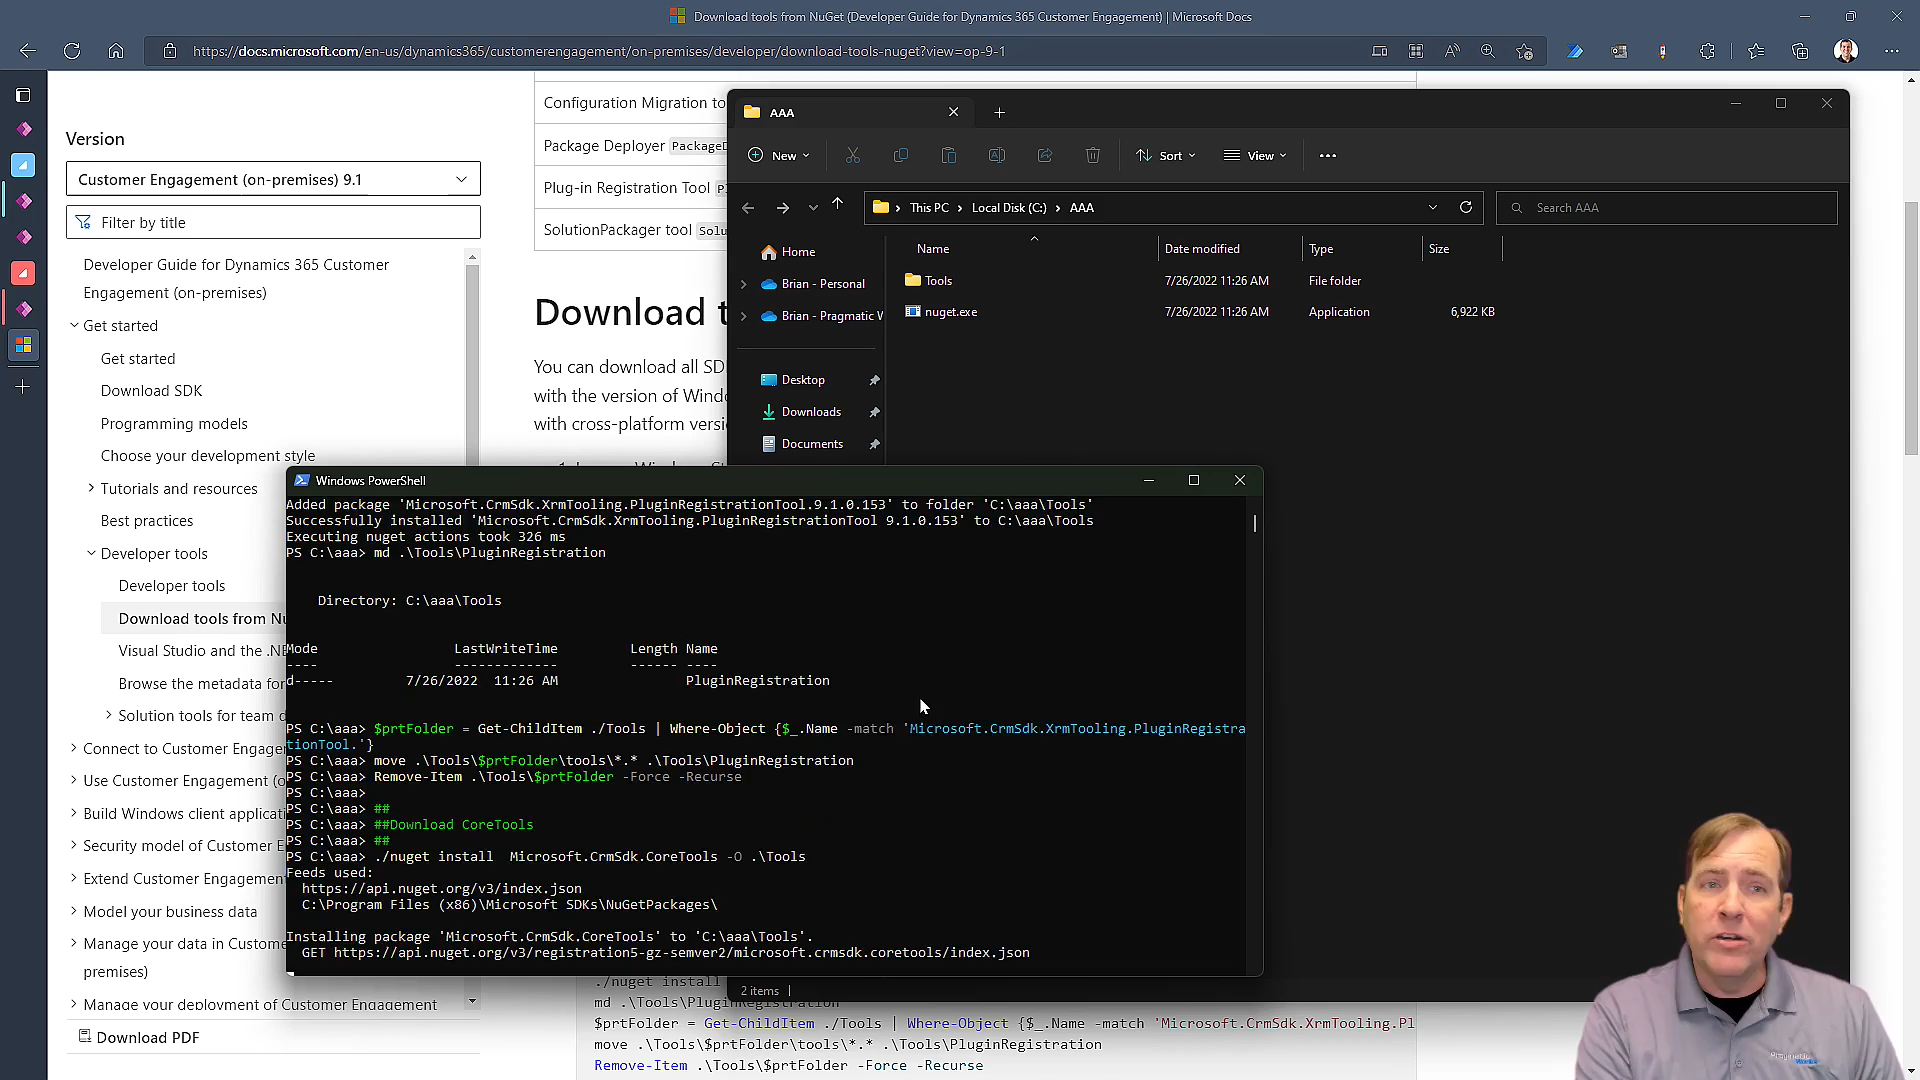 Download tools from NuGet (Developer Guide for Dynamics 365 Customer Engagement) | Microsoft Docs
https://docs.microsoft.com/en-us/dynamics365/customerengagement/on-premises/developer/download-tools-nuget?view=op-9-1
Version
Customer Engagement (on-premises) 9.1
Filter by title
Developer Guide for Dynamics 365 Customer
Engagement (on-premises)
Get started
Get started
Download SDK
Programming models
Choose your development style
Tutorials and resources
Best practices
Developer tools
Developer tools
Download tools from Nu
Visual Studio and the .NE
Browse the metadata for
Solution tools for team d
Connect to Customer Engager
Use Customer Engagement (o
Build Windows client applicati
Security model of Customer E
Extend Customer Engagement
Model your business data
Manage your data in Custome
premises)
Manage your deployment of Customer Engagement
Download PDF
Configuration Migration to
Package Deployer PackageD
Plug-in Registration Tool
SolutionPackager tool Solu
Download t
You can download all SD
with the version of Windo
with cross-platform versi
AAA
New
Sort
View
This PC > Local Disk (C:) > AAA
Search AAA
Name Date modified Type Size
Tools 7/26/2022 11:26 AM File folder
nuget.exe 7/26/2022 11:26 AM Application 6,922 KB
Home
Brian - Personal
Brian - Pragmatic W
Desktop
Downloads
Documents
2 items
Windows PowerShell
Added package 'Microsoft.CrmSdk.XrmTooling.PluginRegistrationTool.9.1.0.153' to folder 'C:\aaa\Tools'
Successfully installed 'Microsoft.CrmSdk.XrmTooling.PluginRegistrationTool 9.1.0.153' to C:\aaa\Tools
Executing nuget actions took 326 ms
PS C:\aaa> md .\Tools\PluginRegistration
Directory: C:\aaa\Tools
Mode LastWriteTime Length Name
---- ------------- ------ ----
d----- 7/26/2022 11:26 AM PluginRegistration
PS C:\aaa> $prtFolder = Get-ChildItem ./Tools | Where-Object {$_.Name -match 'Microsoft.CrmSdk.XrmTooling.PluginRegistra
tionTool.'}
PS C:\aaa> move .\Tools\$prtFolder\tools\*.* .\Tools\PluginRegistration
PS C:\aaa> Remove-Item .\Tools\$prtFolder -Force -Recurse
PS C:\aaa>
PS C:\aaa> ##
PS C:\aaa> ##Download CoreTools
PS C:\aaa> ##
PS C:\aaa> ./nuget install  Microsoft.CrmSdk.CoreTools -O .\Tools
Feeds used:
https://api.nuget.org/v3/index.json
C:\Program Files (x86)\Microsoft SDKs\NuGetPackages\
Installing package 'Microsoft.CrmSdk.CoreTools' to 'C:\aaa\Tools'.
GET https://api.nuget.org/v3/registration5-gz-semver2/microsoft.crmsdk.coretools/index.json
./nuget install
md .\Tools\PluginRegistration
$prtFolder = Get-ChildItem ./Tools | Where-Object {$_.Name -match 'Microsoft.CrmSdk.XrmTooling.Pl
move .\Tools\$prtFolder\tools\*.* .\Tools\PluginRegistration
Remove-Item .\Tools\$prtFolder -Force -Recurse